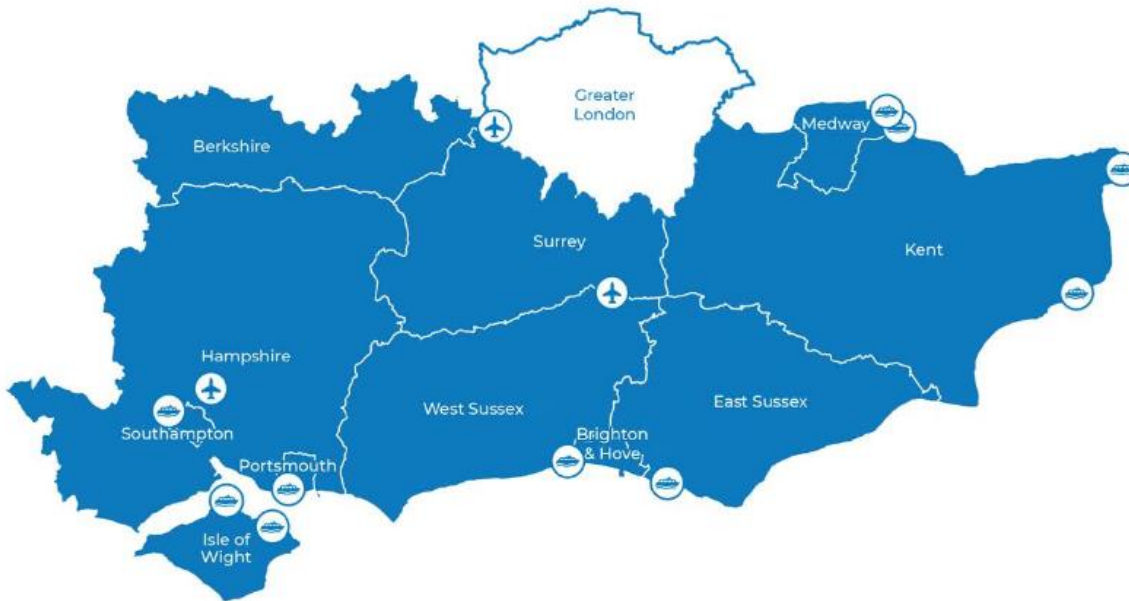 Greater
London
Medway
Berkshire
Surrey
Kent
Hampshire
West Sussex
East Sussex
Southampton
Brighton
& Hove
Portsmouth
Isle of
Wight